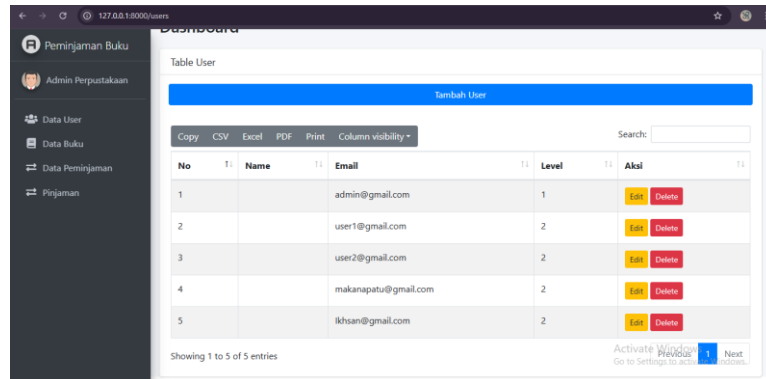 127.0.0.1:8000/users
Dashboard
Peminjaman Buku
Table User
Admin Perpustakaan
Tambah User
Data User
Data Buku
Data Peminjaman
Pinjaman
Copy CSV Excel PDF Print Column visibility
Search:
No Name Email Level Aksi
1 admin@gmail.com 1 Edit Delete
2 user1@gmail.com 2 Edit Delete
3 user2@gmail.com 2 Edit Delete
4 makanapatu@gmail.com 2 Edit Delete
5 Ikhsan@gmail.com 2 Edit Delete
Showing 1 to 5 of 5 entries
Previous 1 Next
Activate Windows
Go to Settings to activate Windows.